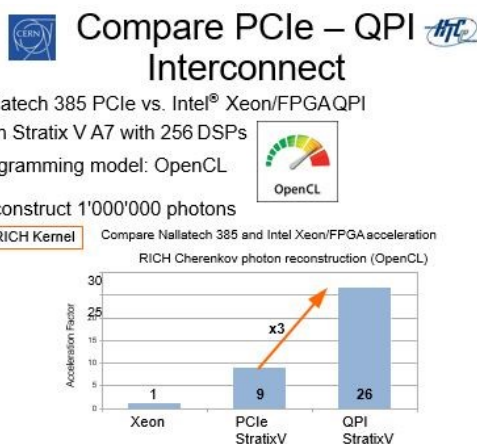 CERN
Compare PCIe – QPI
Interconnect
latech 385 PCIe vs. Intel® Xeon/FPGA QPI
Stratix V A7 with 256 DSPs
gramming model: OpenCL
OpenCL
construct 1'000'000 photons
RICH Kernel
Compare Nallatech 385 and Intel Xeon/FPGA acceleration
RICH Cherenkov photon reconstruction (OpenCL)
Acceleration Factor
30
25
20
15
10
5
0
x3
1
9
26
Xeon
PCIe
StratixV
QPI
StratixV